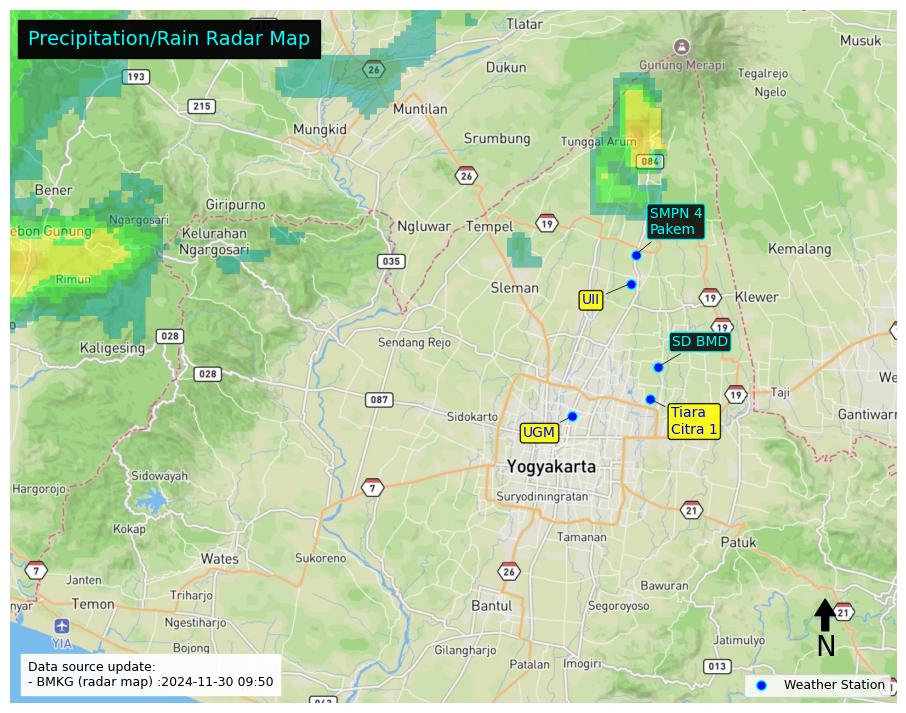 Precipitation/Rain Radar Map
Tlatar
Musuk
Gunung Merapi
26
Dukun
Tegalrejo
193
Ngelo
215
Muntilan
Mungkid
Srumbung
Tunggal Arum
084
26
Bener
Giripurno
Ngargosari
SMPN 4
Pakem
Ngluwar
Tempel
19
ebon Gunung
Kelurahan
Ngargosari
Kemalang
035
Rimun
Sleman
UII
19
Klewer
19
028
Kaligesing
Sendang Rejo
SD BMD
028
We
087
19
Taji
Sidokarto
Tiara
Citra 1
Gantiwarn
UGM
Yogyakarta
Sidowayah
Hargorojo
7
Suryodiningratan
21
Kokap
Tamanan
Patuk
Wates
Sukoreno
7
26
Janten
Bawuran
Triharjo
nyar
Temon
Bantul
Segoroyoso
21
Ngestiharjo
YIA
Jatimulyo
N
Bojong
Gilangharjo
Patalan
Imogiri
013
Data source update:
- BMKG (radar map) :2024-11-30 09:50
Weather Station